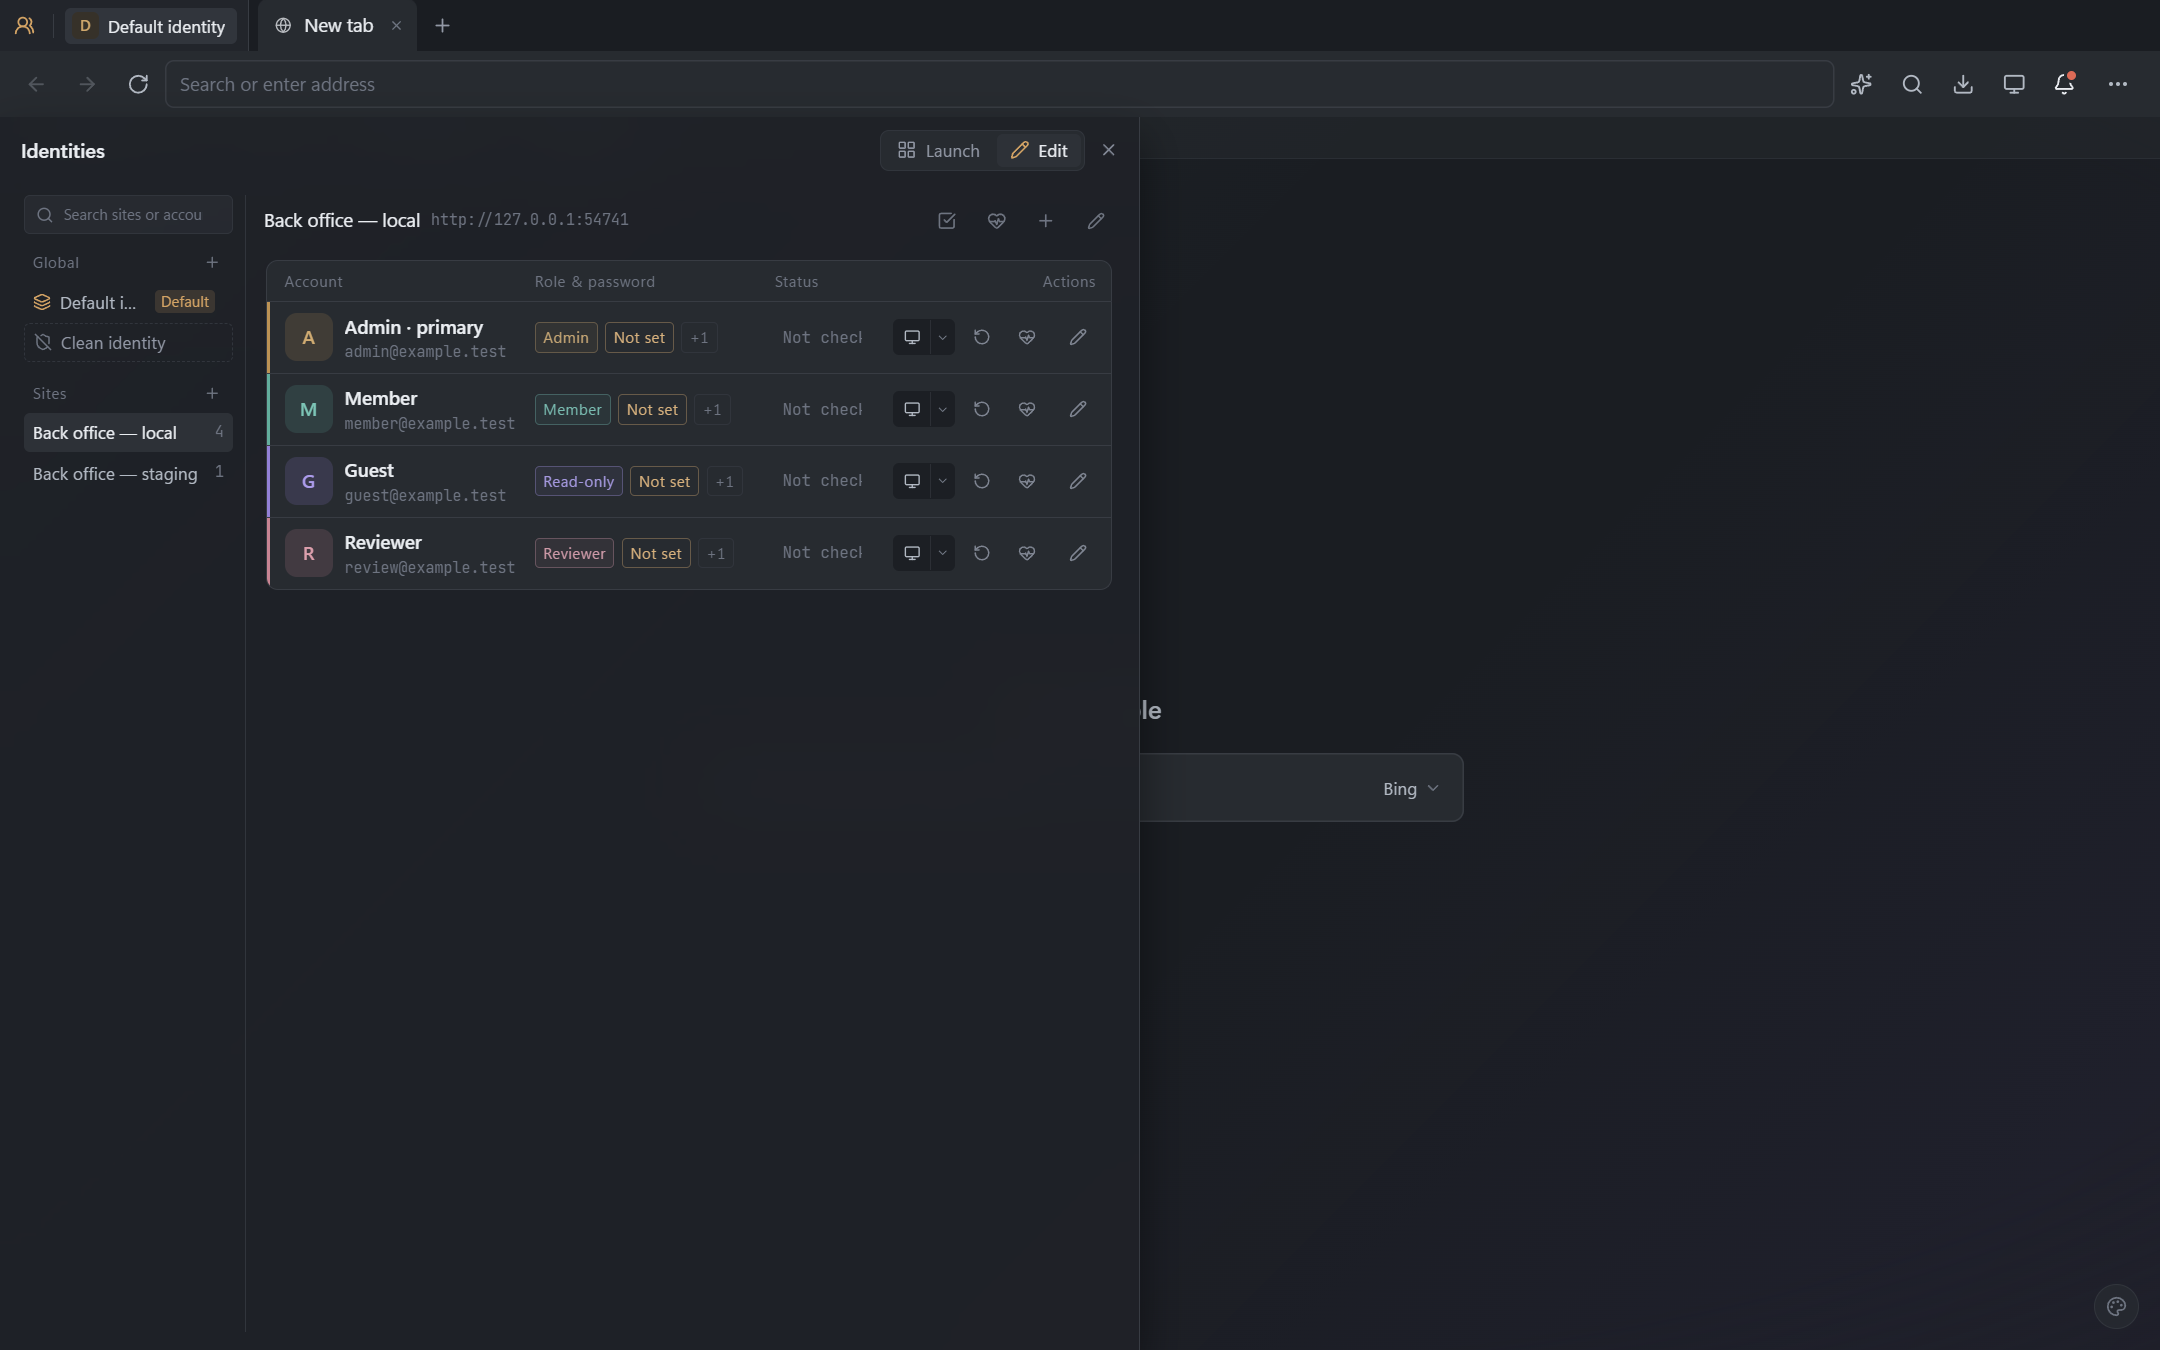 D Default identity
New tab
Search or enter address
Identities
Launch
Edit
Search sites or accou
Global
Default i... Default
Clean identity
Sites
Back office — local 4
Back office — staging 1
Back office — local http://127.0.0.1:54741
Account Role & password Status Actions
A Admin · primary
admin@example.test
Admin Not set +1 Not check
M Member
member@example.test
Member Not set +1 Not check
G Guest
guest@example.test
Read-only Not set +1 Not check
R Reviewer
review@example.test
Reviewer Not set +1 Not check
le
Bing